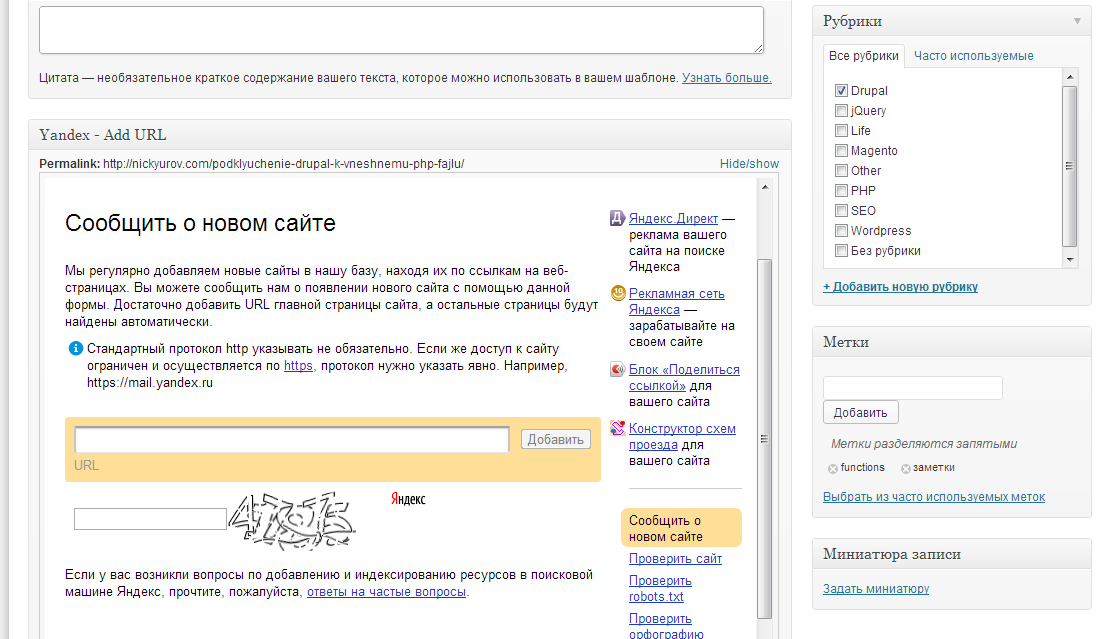 Цитата — необязательное краткое содержание вашего текста, которое можно использовать в вашем шаблоне. Узнать больше.
Yandex - Add URL
Permalink: http://nickyurov.com/podklyuchenie-drupal-k-vneshnemu-php-fajlu/ Hide/show
Сообщить о новом сайте
Мы регулярно добавляем новые сайты в нашу базу, находя их по ссылкам на веб-
страницах. Вы можете сообщить нам о появлении нового сайта с помощью данной
формы. Достаточно добавить URL главной страницы сайта, а остальные страницы будут
найдены автоматически.
Стандартный протокол http указывать не обязательно. Если же доступ к сайту
ограничен и осуществляется по https, протокол нужно указать явно. Например,
https://mail.yandex.ru
Добавить
URL
Яндекс
Если у вас возникли вопросы по добавлению и индексированию ресурсов в поисковой
машине Яндекс, прочтите, пожалуйста, ответы на частые вопросы.
Яндекс.Директ —
реклама вашего
сайта на поиске
Яндекса
Рекламная сеть
Яндекса —
зарабатывайте на
своем сайте
Блок «Поделиться
ссылкой» для
вашего сайта
Конструктор схем
проезда для
вашего сайта
Сообщить о
новом сайте
Проверить сайт
Проверить
robots.txt
Проверить
орфографию
Рубрики
Все рубрики Часто используемые
Drupal
jQuery
Life
Magento
Other
PHP
SEO
Wordpress
Без рубрики
+ Добавить новую рубрику
Метки
Добавить
Метки разделяются запятыми
functions заметки
Выбрать из часто используемых меток
Миниатюра записи
Задать миниатюру